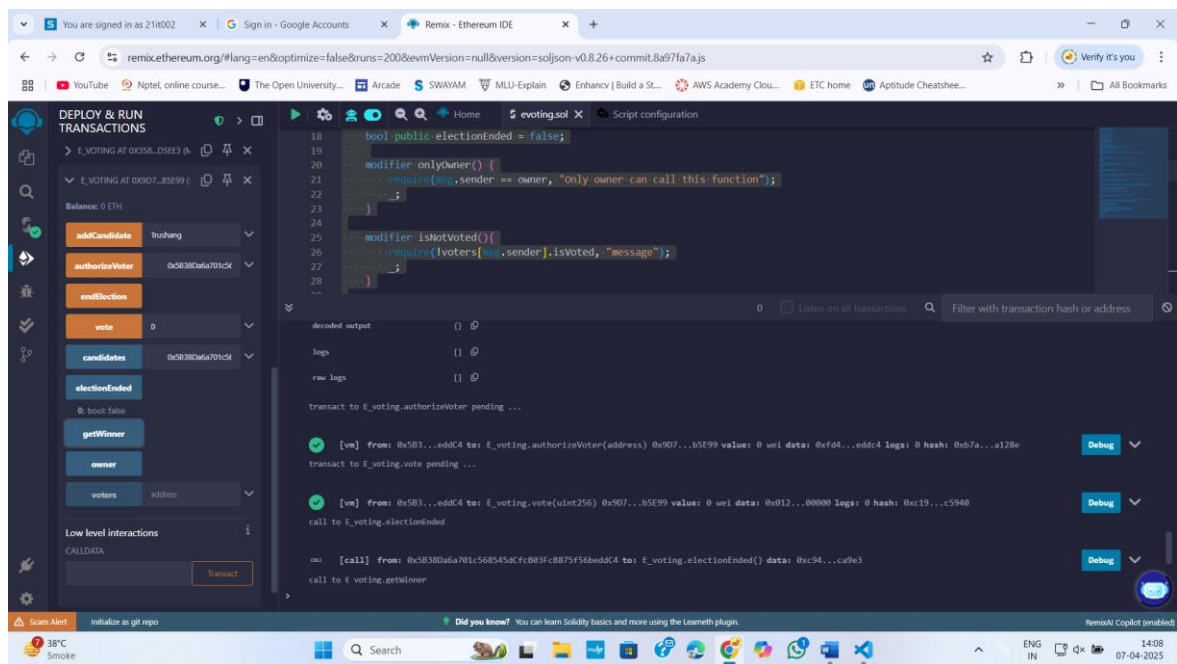 You are signed in as 21it002
Sign in - Google Accounts
Remix - Ethereum IDE
remix.ethereum.org/#lang=en&optimize=false&runs=200&evmVersion=null&version=soljson-v0.8.26+commit.8a97fa7a.js
Verify it's you
YouTube
Nptel, online course...
The Open University...
Arcade
SWAYAM
MLU-Explain
Enhancv | Build a St...
AWS Academy Clou...
ETC home
Aptitude Cheatshee...
All Bookmarks
DEPLOY & RUN
TRANSACTIONS
E_VOTING AT 0X358...D5EE3 (M
E_VOTING AT 0X9D7...B5E99 (
Balance: 0 ETH
addCandidate Trushang
authorizeVoter 0x5B38Da6a701c56
endElection
vote 0
candidates 0x5B38Da6a701c56
electionEnded
0: bool: false
getWinner
owner
voters address
Low level interactions
CALLDATA
Transact
Home
evoting.sol
Script configuration
18 bool public electionEnded = false;
19
20 modifier onlyOwner() {
21 require(msg.sender == owner, "Only owner can call this function");
22 _;
23 }
24
25 modifier isNotVoted(){
26 require(!voters[msg.sender].isVoted, "message");
27 _;
28 }
0 Listen on all transactions Filter with transaction hash or address
decoded output {}
logs []
raw logs []
transact to E_voting.authorizeVoter pending ...
[vm] from: 0x5B3...eddC4 to: E_voting.authorizeVoter(address) 0x9D7...b5E99 value: 0 wei data: 0xfd4...eddc4 logs: 0 hash: 0xb7a...a128e Debug
transact to E_voting.vote pending ...
[vm] from: 0x5B3...eddC4 to: E_voting.vote(uint256) 0x9D7...b5E99 value: 0 wei data: 0x012...00000 logs: 0 hash: 0xc19...c5940 Debug
call to E_voting.electionEnded
CALL [call] from: 0x5B38Da6a701c568545dCfcB03FcB875f56beddC4 to: E_voting.electionEnded() data: 0xc94...ca9e3 Debug
call to E_voting.getWinner
>
Scam Alert
Initialize as git repo
Did you know? You can learn Solidity basics and more using the Learneth plugin.
RemixAI Copilot (enabled)
38°C
Smoke
Search
ENG
IN
14:08
07-04-2025